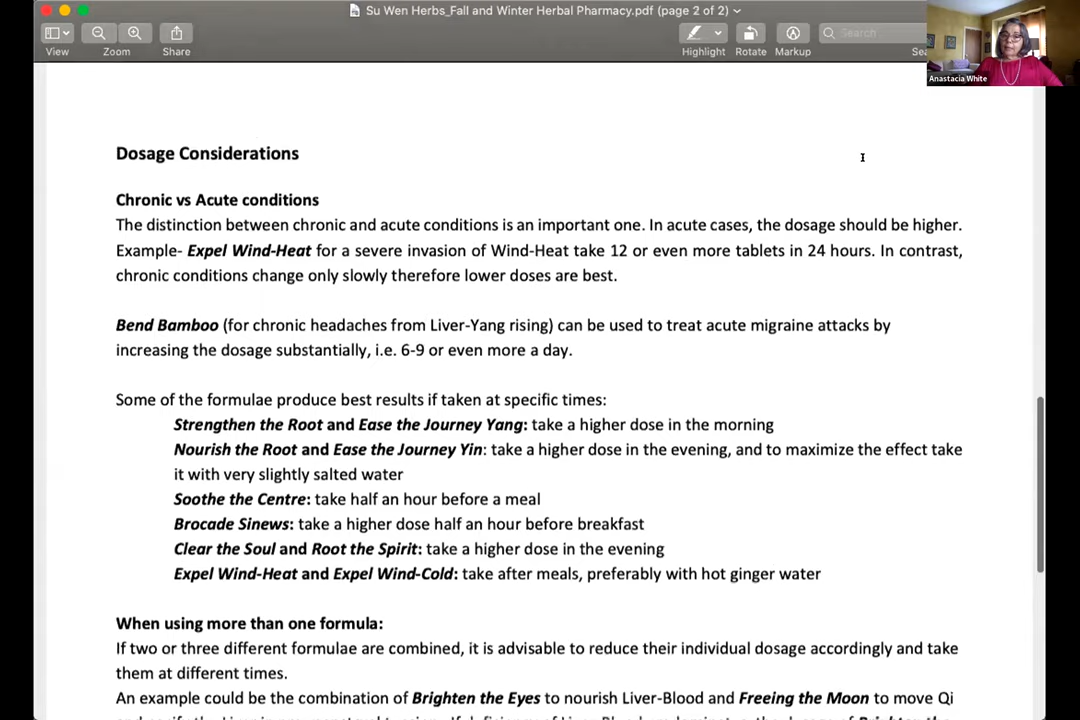 Su Wen Herbs_Fall and Winter Herbal Pharmacy.pdf (page 2 of 2)
View
Zoom
Share
Highlight
Rotate
Markup
Search
Anastacia White
Dosage Considerations
Chronic vs Acute conditions
The distinction between chronic and acute conditions is an important one. In acute cases, the dosage should be higher.
Example- Expel Wind-Heat for a severe invasion of Wind-Heat take 12 or even more tablets in 24 hours. In contrast,
chronic conditions change only slowly therefore lower doses are best.
Bend Bamboo (for chronic headaches from Liver-Yang rising) can be used to treat acute migraine attacks by
increasing the dosage substantially, i.e. 6-9 or even more a day.
Some of the formulae produce best results if taken at specific times:
Strengthen the Root and Ease the Journey Yang: take a higher dose in the morning
Nourish the Root and Ease the Journey Yin: take a higher dose in the evening, and to maximize the effect take
it with very slightly salted water
Soothe the Centre: take half an hour before a meal
Brocade Sinews: take a higher dose half an hour before breakfast
Clear the Soul and Root the Spirit: take a higher dose in the evening
Expel Wind-Heat and Expel Wind-Cold: take after meals, preferably with hot ginger water
When using more than one formula:
If two or three different formulae are combined, it is advisable to reduce their individual dosage accordingly and take
them at different times.
An example could be the combination of Brighten the Eyes to nourish Liver-Blood and Freeing the Moon to move Qi